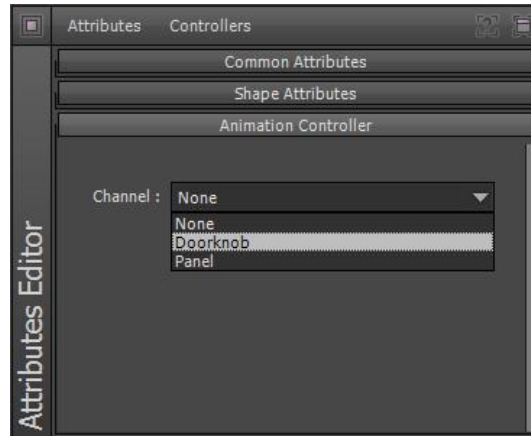 Attributes Controllers
Common Attributes
Shape Attributes
Animation Controller
Channel : None
None
Doorknob
Panel
Attributes Editor